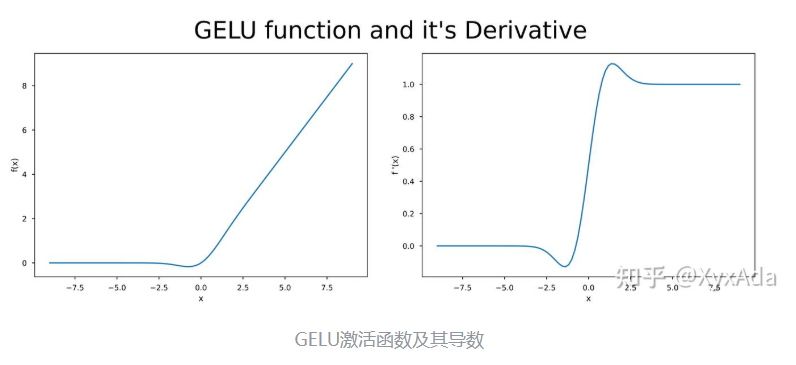 GELU function and it's Derivative
8
6
4
2
0
f(x)
−7.5 −5.0 −2.5 0.0 2.5 5.0 7.5
x
1.0
0.8
0.6
0.4
0.2
0.0
f '(x)
−7.5 −5.0 −2.5 0.0 2.5 5.0 7.5
x
知乎 @XyxAda
GELU激活函数及其导数